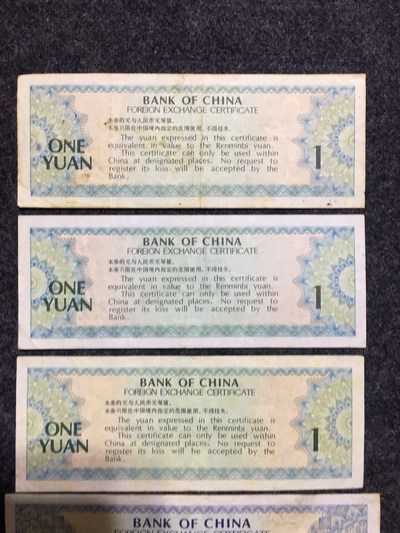 BANK OF CHINA
FOREIGN EXCHANGE CERTIFICATE
本券的元与人民币元等值。
本券只限在中国境内指定的范围使用，不得挂失。
The yuan expressed in this certificate is
equivalent in value to the Renminbi yuan.
This certificate can only be used within
China at designated places. No request to
register its loss will be accepted by the
Bank.
ONE
YUAN
1
BANK OF CHINA
FOREIGN EXCHANGE CERTIFICATE
本券的元与人民币元等值。
本券只限在中国境内指定的范围使用，不得挂失。
The yuan expressed in this certificate is
equivalent in value to the Renminbi yuan.
This certificate can only be used within
China at designated places. No request to
register its loss will be accepted by the
Bank.
ONE
YUAN
1
BANK OF CHINA
FOREIGN EXCHANGE CERTIFICATE
本券的元与人民币元等值。
本券只限在中国境内指定的范围使用，不得挂失。
The yuan expressed in this certificate is
equivalent in value to the Renminbi yuan.
This certificate can only be used within
China at designated places. No request to
register its loss will be accepted by the
Bank.
ONE
YUAN
1
BANK OF CHINA
FOREIGN EXCHANGE CERTIFICATE